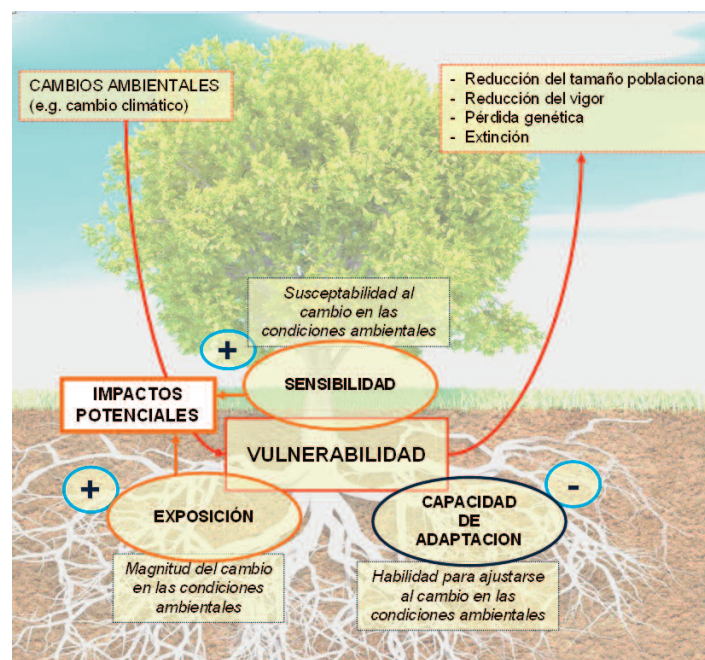 CAMBIOS AMBIENTALES
(e.g. cambio climático)
- Reducción del tamaño poblaciona
- Reducción del vigor
- Pérdida genética
- Extinción
Susceptabilidad al
cambio en las
condiciones ambientales
+
SENSIBILIDAD
IMPACTOS
POTENCIALES
VULNERABILIDAD
+
EXPOSICIÓN
-
CAPACIDAD
DE
ADAPTACION
Magnitud del cambio
en las condiciones
ambientales
Habilidad para ajustarse
al cambio en las
condiciones ambientales